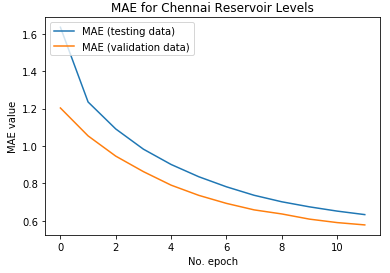 MAE for Chennai Reservoir Levels
MAE (testing data)
MAE (validation data)
1.6
1.4
1.2
1.0
0.8
0.6
MAE value
0 2 4 6 8 10
No. epoch